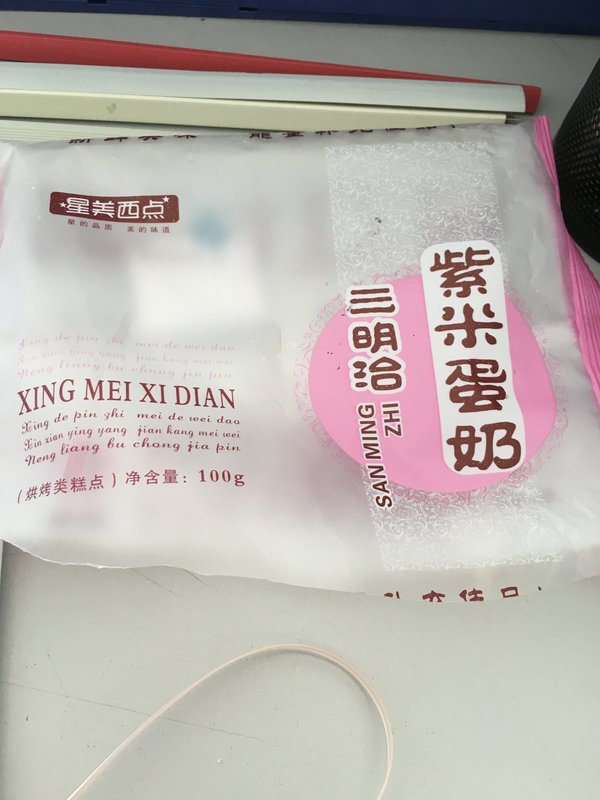 星美西点
星的品质 美的味道
紫米蛋奶
三明治
SAN MING
ZHI
Xing de pin zhi mei de wei dao
Xin xian ying yang jian kang mei wei
Neng liang bu chong jia pin
XING MEI XI DIAN
Xing de pin zhi mei de wei dao
Xin xian ying yang jian kang mei wei
Neng liang bu chong jia pin
(烘烤类糕点) 净含量: 100g